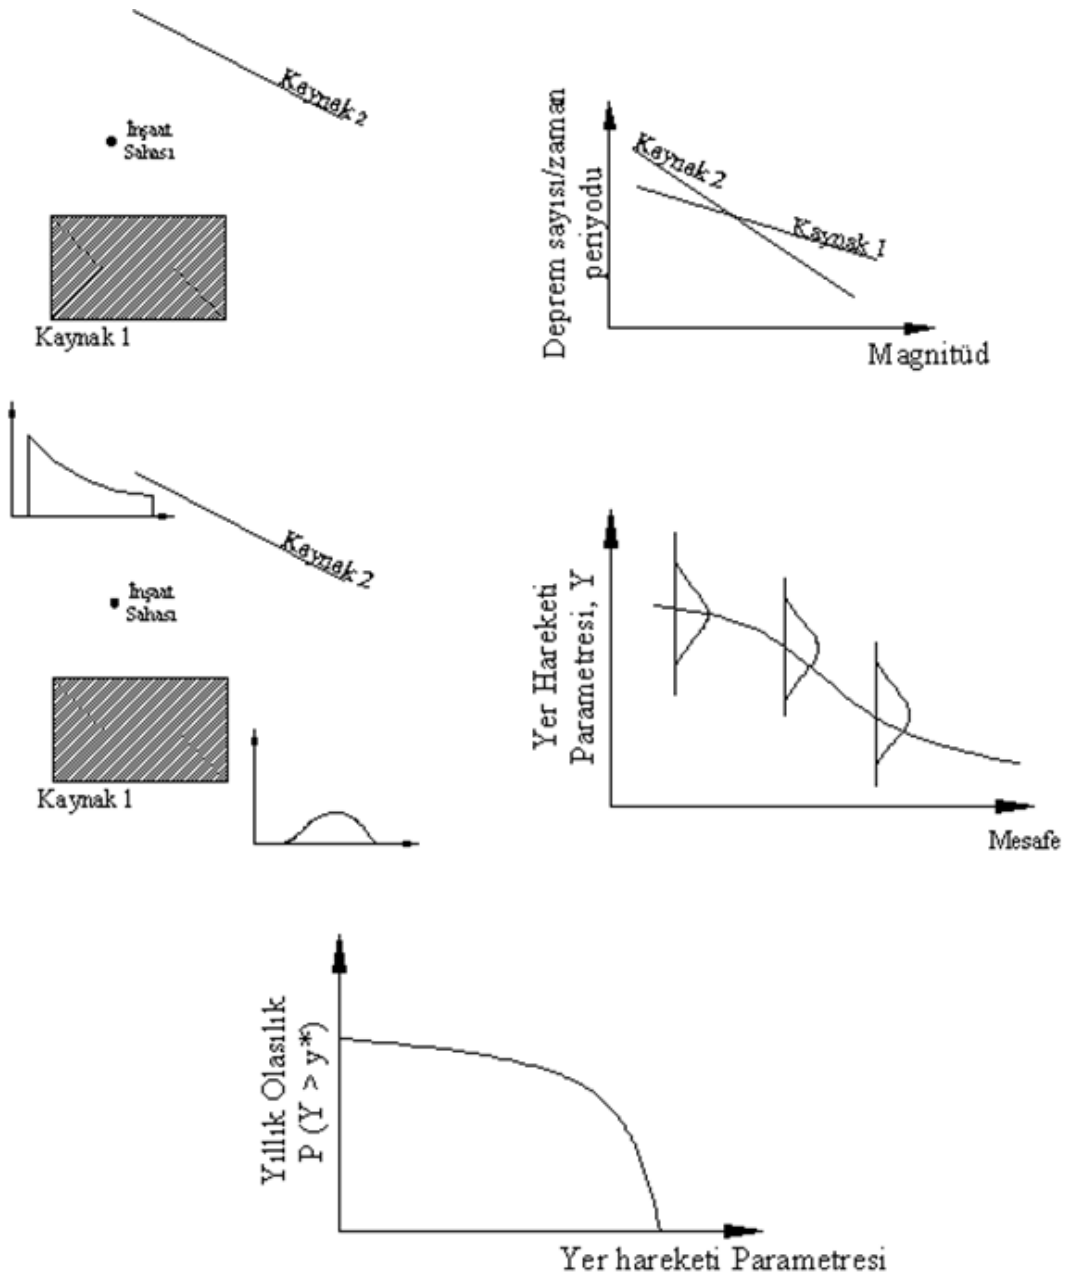 Kaynak 2
İnşaat
Sahası
Kaynak 1
Deprem sayısı/zaman
periyodu
Kaynak 2
Kaynak 1
Magnitüd
Kaynak 2
İnşaat
Sahası
Kaynak 1
Yer Hareketi
Parametresi, Y
Mesafe
Yıllık Olasılık
P (Y > y*)
Yer hareketi Parametresi